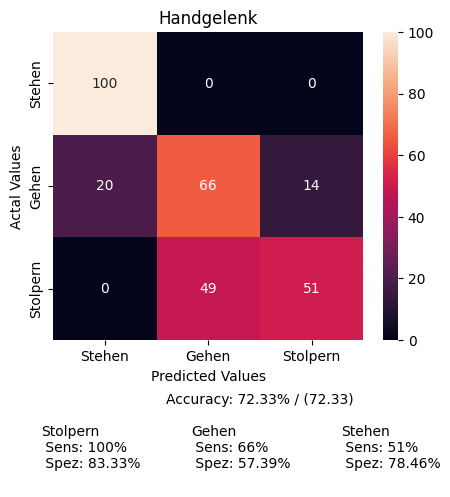 Handgelenk
Stehen 100 0 0
Gehen 20 66 14
Stolpern 0 49 51
Actal Values
Stehen Gehen Stolpern
Predicted Values
100
80
60
40
20
0
Accuracy: 72.33% / (72.33)
Stolpern Gehen Stehen
Sens: 100% Sens: 66% Sens: 51%
Spez: 83.33% Spez: 57.39% Spez: 78.46%